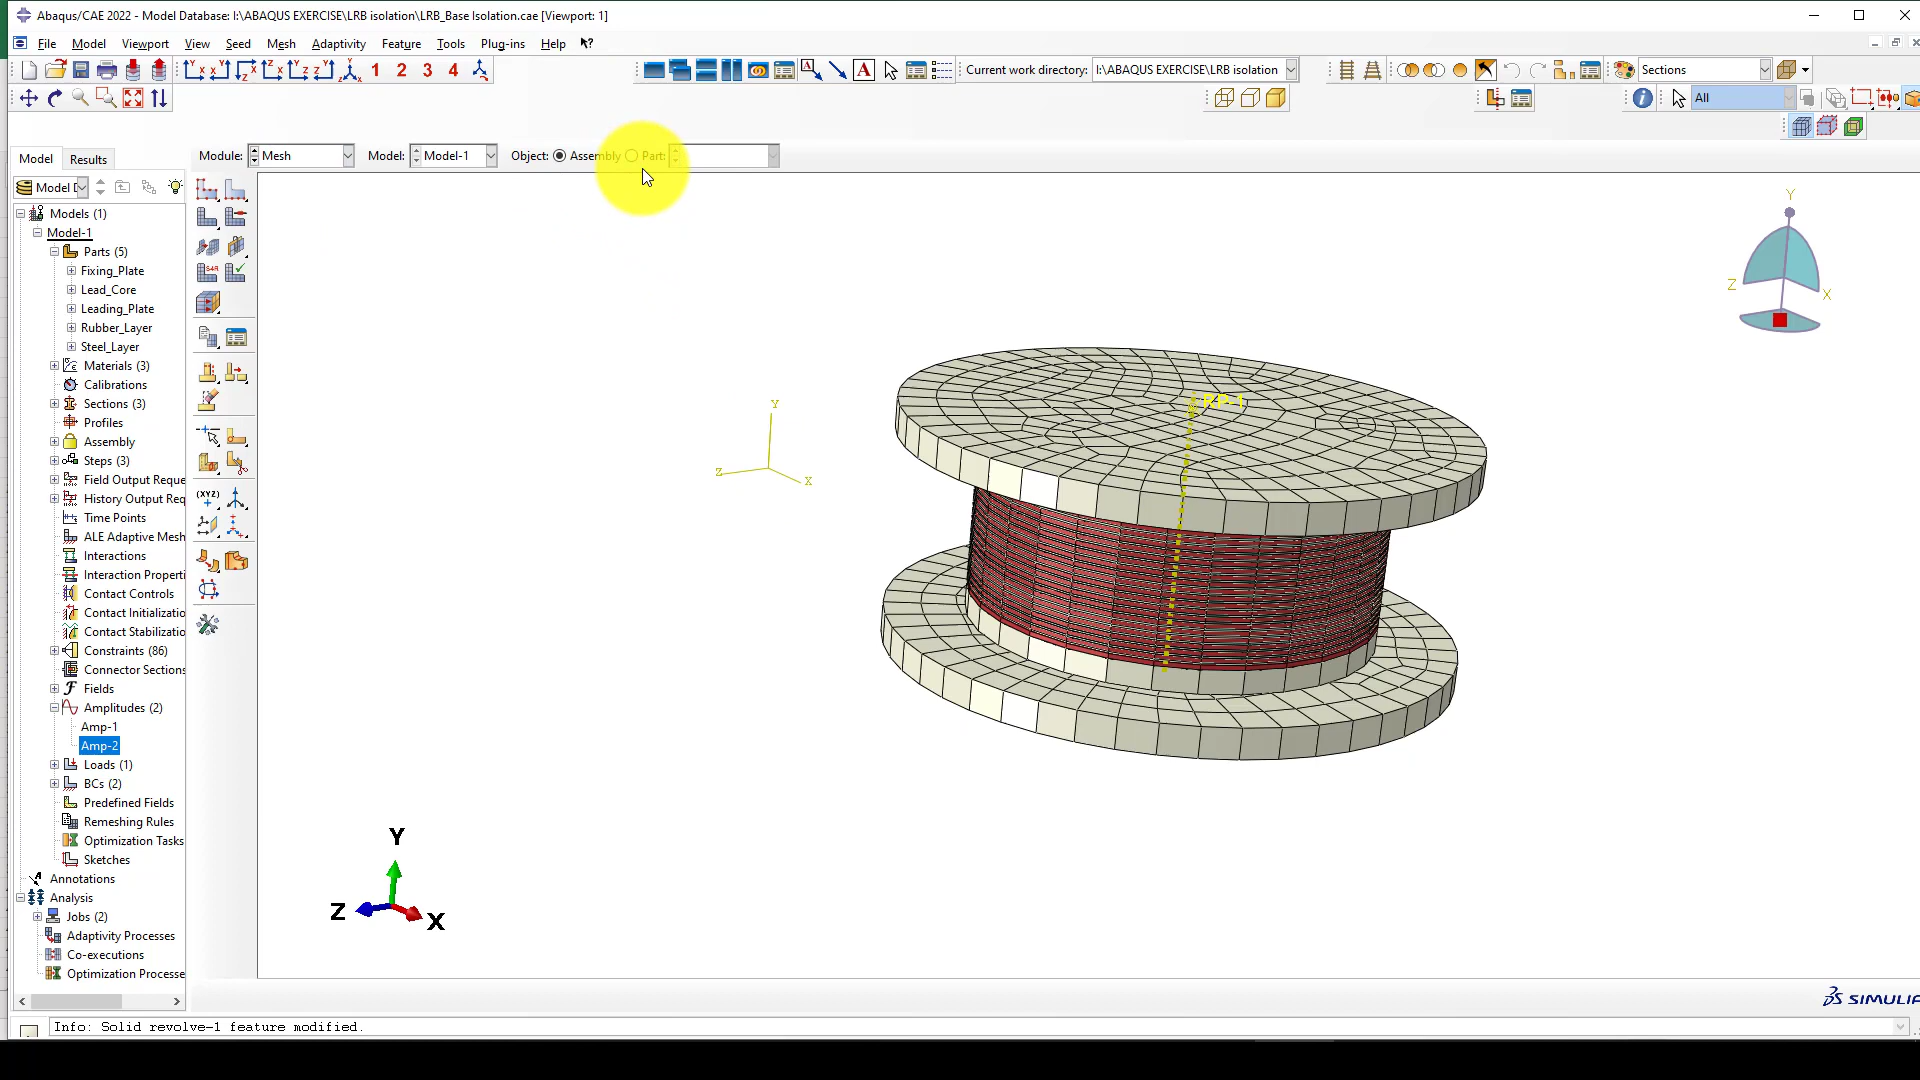 Abaqus/CAE 2022 - Model Database: I:\ABAQUS EXERCISE\LRB isolation\LRB_Base Isolation.cae [Viewport: 1]
File Model Viewport View Seed Mesh Adaptivity Feature Tools Plug-ins Help
1 2 3 4 A A Current work directory: I:\ABAQUS EXERCISE\LRB isolation Sections
All
Model Results
Module: Mesh Model: Model-1 Object: Assembly Part:
Model D
Models (1)
Model-1
Parts (5)
Fixing_Plate
Lead_Core
Leading_Plate
Rubber_Layer
Steel_Layer
Materials (3)
Calibrations
Sections (3)
Profiles
Assembly
Steps (3)
Field Output Reque
History Output Req
Time Points
ALE Adaptive Mesh
Interactions
Interaction Properti
Contact Controls
Contact Initializatio
Contact Stabilizatio
Constraints (86)
Connector Sections
Fields
Amplitudes (2)
Amp-1
Amp-2
Loads (1)
BCs (2)
Predefined Fields
Remeshing Rules
Optimization Tasks
Sketches
Annotations
Analysis
Jobs (2)
Adaptivity Processes
Co-executions
Optimization Processe
(XYZ)
Y
Z
X
RP-1
Y
Z
X
Y
Z
X
SIMULI
Info: Solid revolve-1 feature modified.